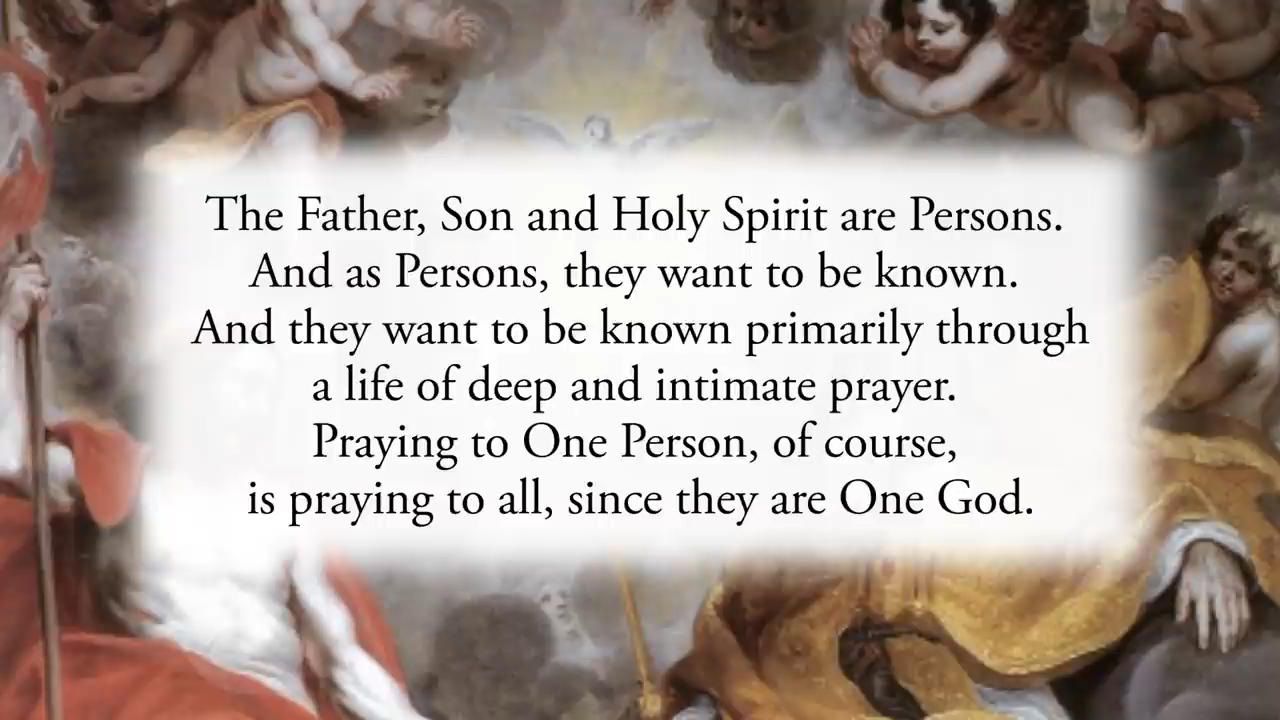 The Father, Son and Holy Spirit are Persons.
And as Persons, they want to be known.
And they want to be known primarily through
a life of deep and intimate prayer.
Praying to One Person, of course,
is praying to all, since they are One God.